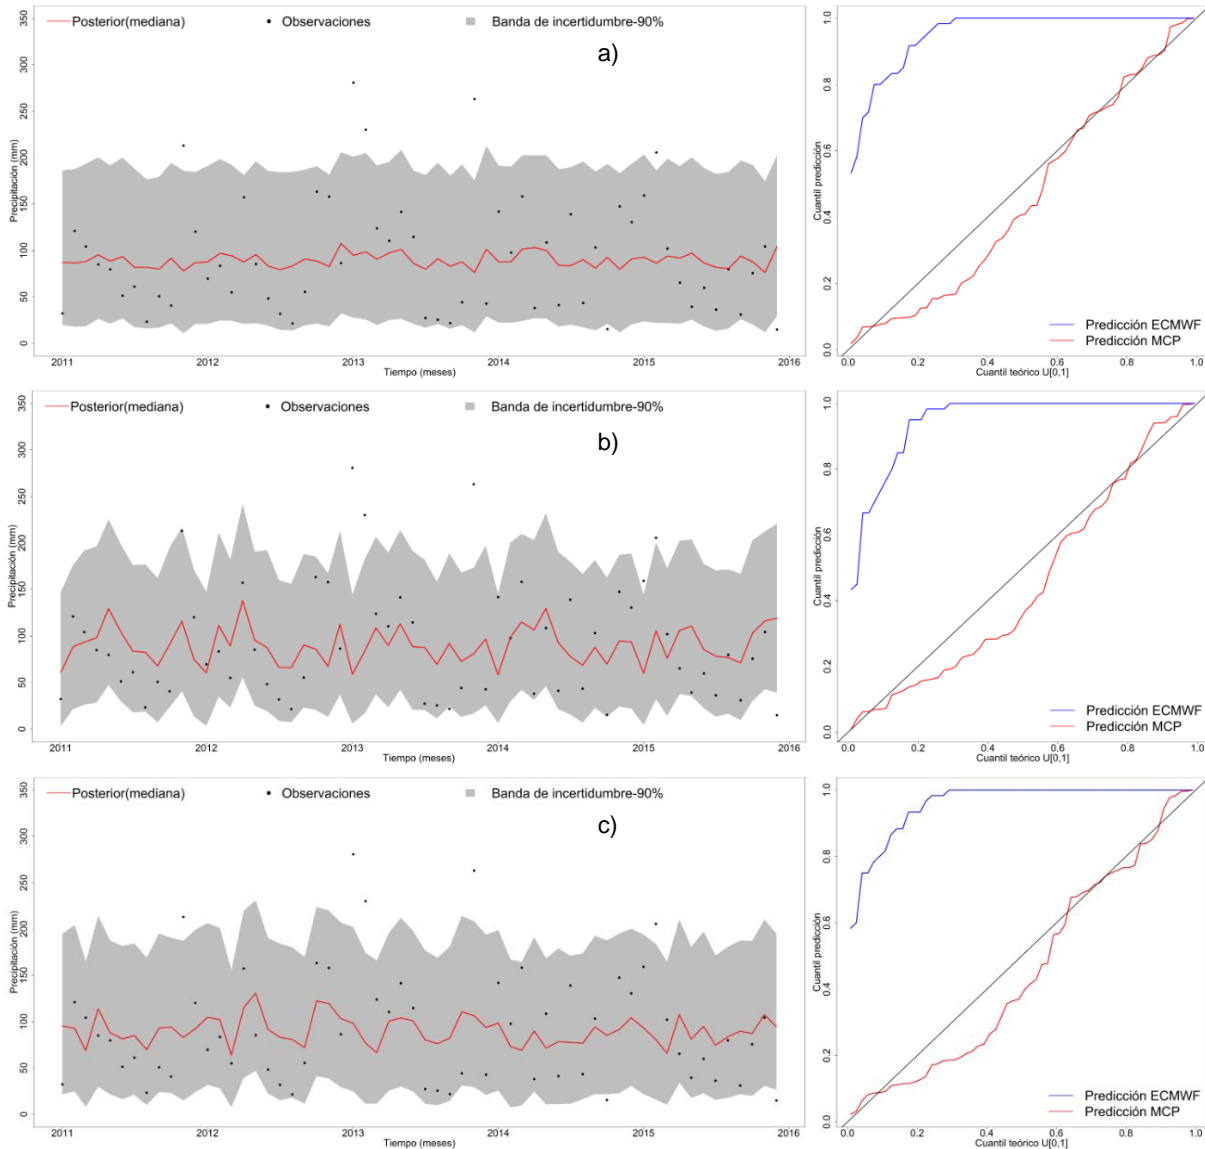 Posterior(mediana) Observaciones Banda de incertidumbre-90%
a)
Precipitación (mm)
350
300
250
200
150
100
50
0
2011 2012 2013 2014 2015 2016
Tiempo (meses)
Cuantil predicción
1.0
0.8
0.6
0.4
0.2
0.0
Predicción ECMWF
Predicción MCP
0.0 0.2 0.4 0.6 0.8 1.0
Cuantil teórico U[0,1]
Posterior(mediana) Observaciones Banda de incertidumbre-90%
b)
Precipitación (mm)
350
300
250
200
150
100
50
0
2011 2012 2013 2014 2015 2016
Tiempo (meses)
Cuantil predicción
1.0
0.8
0.6
0.4
0.2
0.0
Predicción ECMWF
Predicción MCP
0.0 0.2 0.4 0.6 0.8 1.0
Cuantil teórico U[0,1]
Posterior(mediana) Observaciones Banda de incertidumbre-90%
c)
Precipitación (mm)
350
300
250
200
150
100
50
0
2011 2012 2013 2014 2015 2016
Tiempo (meses)
Cuantil predicción
1.0
0.8
0.6
0.4
0.2
0.0
Predicción ECMWF
Predicción MCP
0.0 0.2 0.4 0.6 0.8 1.0
Cuantil teórico U[0,1]